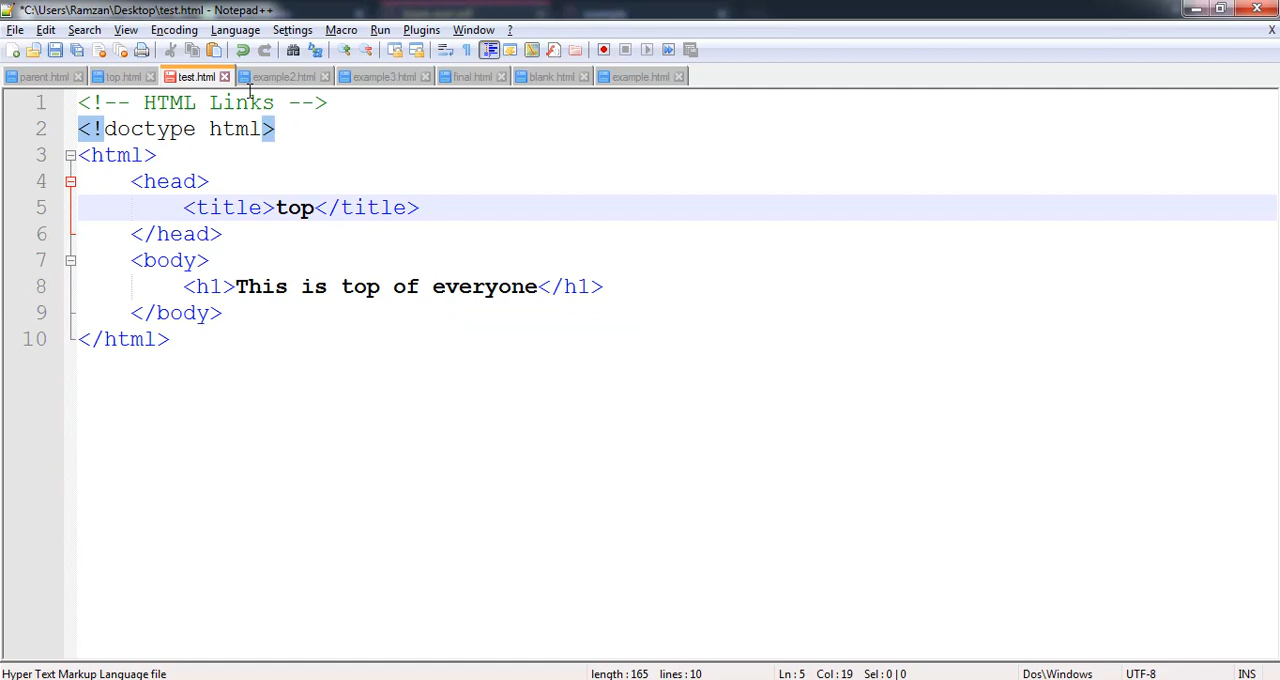 *C:\Users\Ramzan\Desktop\test.html - Notepad++
File Edit Search View Encoding Language Settings Macro Run Plugins Window ? X
parent.html top.html test.html example2.html example3.html final.html blank.html example.html
1 <!-- HTML Links -->
2 <!doctype html>
3 <html>
4 <head>
5 <title>top</title>
6 </head>
7 <body>
8 <h1>This is top of everyone</h1>
9 </body>
10 </html>
Hyper Text Markup Language file length : 165 lines : 10 Ln : 5 Col : 19 Sel : 0 | 0 Dos\Windows UTF-8 INS